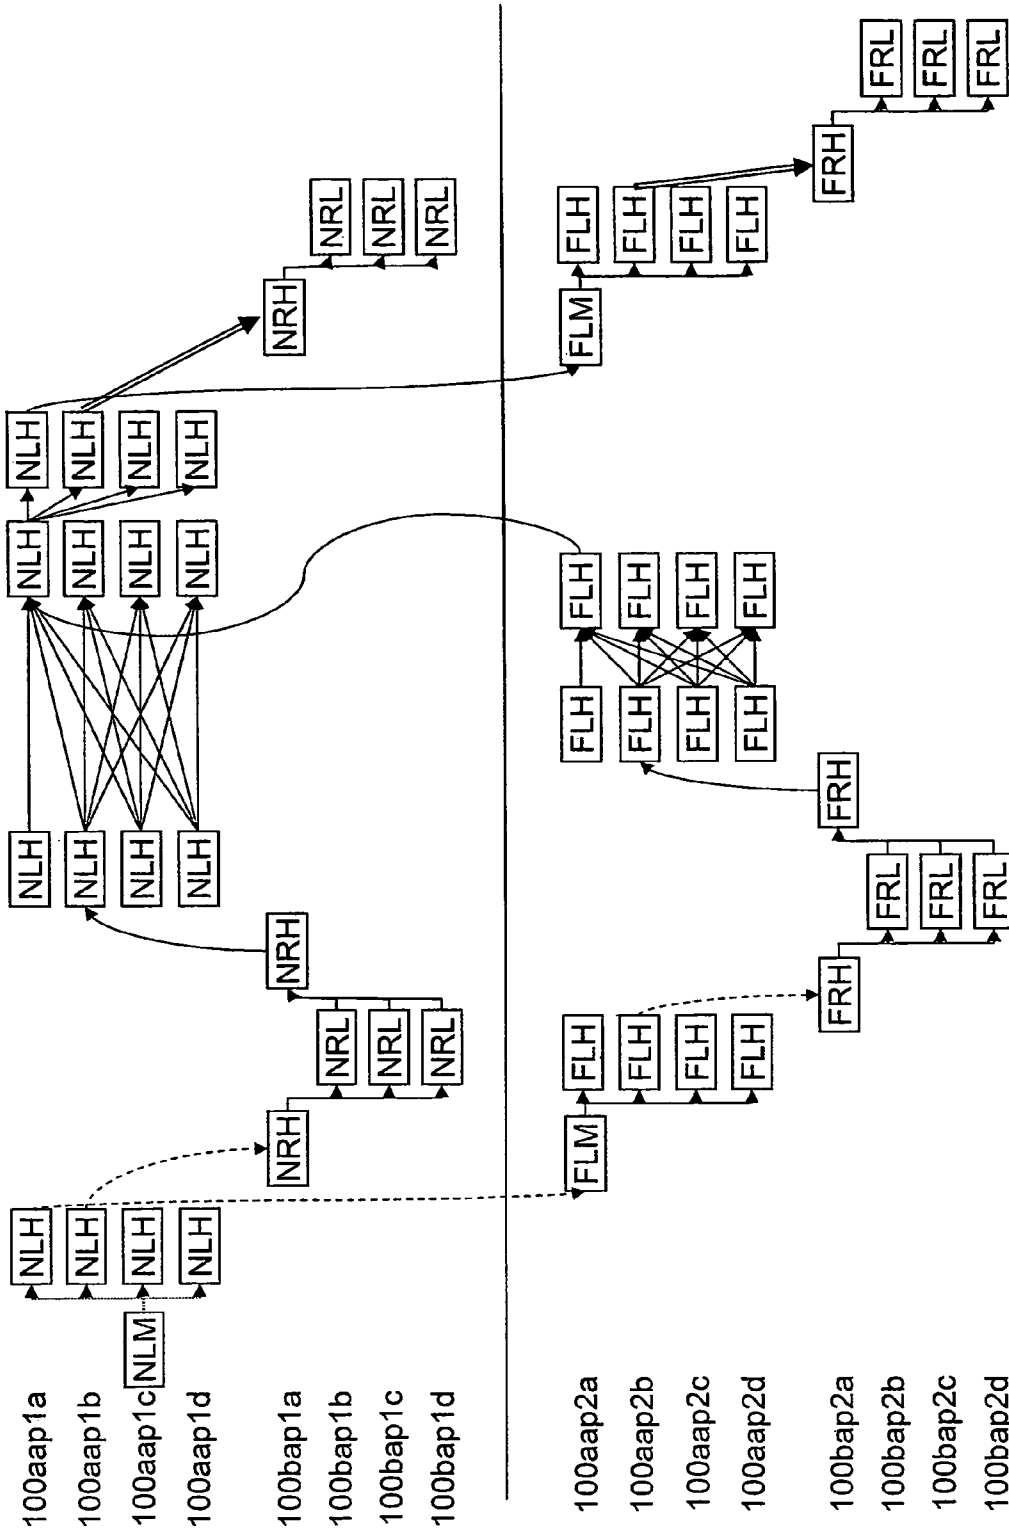 100aap1a NLH NLH NLH NLH
100aap1b NLH NLH NLH NLH
100aap1c NLM NLH NLH NLH NLH
100aap1d NLH NLH NLH NLH
100bap1a NRH NRH NRH
100bap1b NRL NRL
100bap1c NRL NRL
100bap1d NRL NRL
100aap2a FLM FLH FLH FLH FLM FLH
100aap2b FLH FLH FLH FLH
100aap2c FLH FLH FLH FLH
100aap2d FLH FLH FLH FLH
100bap2a FRH FRH FRH
100bap2b FRL FRL
100bap2c FRL FRL
100bap2d FRL FRL